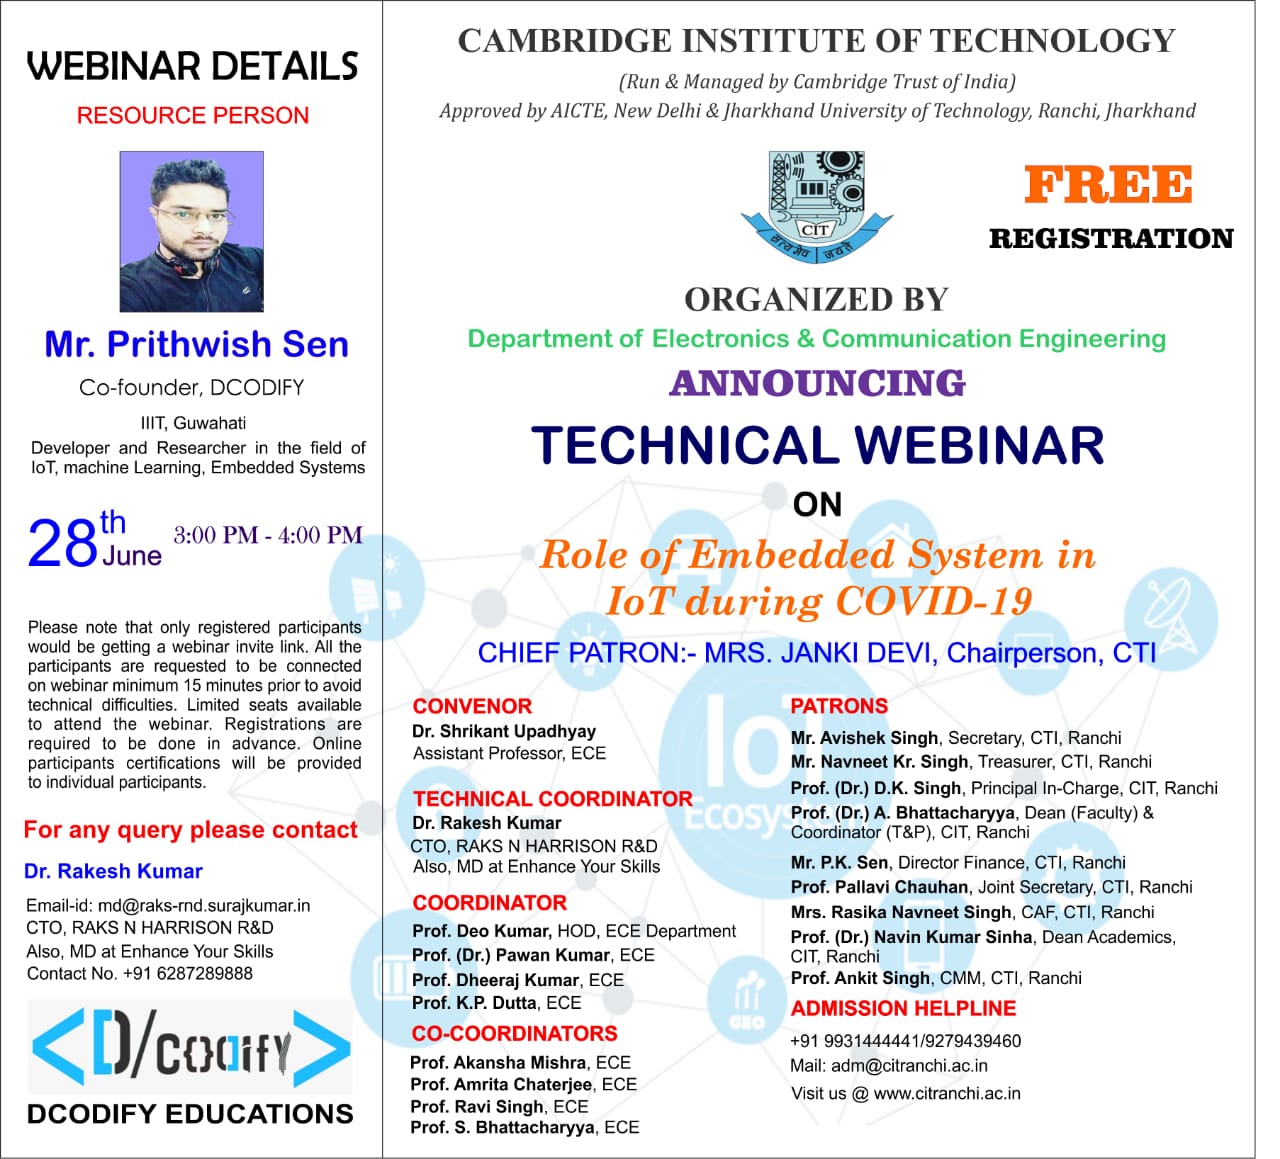 WEBINAR DETAILS
RESOURCE PERSON
Mr. Prithwish Sen
Co-founder, DCODIFY
IIIT, Guwahati
Developer and Researcher in the field of
IoT, machine Learning, Embedded Systems
28th June 3:00 PM - 4:00 PM
Please note that only registered participants
would be getting a webinar invite link. All the
participants are requested to be connected
on webinar minimum 15 minutes prior to avoid
technical difficulties. Limited seats available
to attend the webinar. Registrations are
required to be done in advance. Online
participants certifications will be provided
to individual participants.
For any query please contact
Dr. Rakesh Kumar
Email-id: md@raks-rnd.surajkumar.in
CTO, RAKS N HARRISON R&D
Also, MD at Enhance Your Skills
Contact No. +91 6287289888
<D/CODIFY>
DCODIFY EDUCATIONS
CAMBRIDGE INSTITUTE OF TECHNOLOGY
(Run & Managed by Cambridge Trust of India)
Approved by AICTE, New Delhi & Jharkhand University of Technology, Ranchi, Jharkhand
CIT
सत्यमेव जयते
FREE
REGISTRATION
ORGANIZED BY
Department of Electronics & Communication Engineering
ANNOUNCING
TECHNICAL WEBINAR
ON
Role of Embedded System in
IoT during COVID-19
CHIEF PATRON:- MRS. JANKI DEVI, Chairperson, CTI
CONVENOR
Dr. Shrikant Upadhyay
Assistant Professor, ECE
TECHNICAL COORDINATOR
Dr. Rakesh Kumar
CTO, RAKS N HARRISON R&D
Also, MD at Enhance Your Skills
COORDINATOR
Prof. Deo Kumar, HOD, ECE Department
Prof. (Dr.) Pawan Kumar, ECE
Prof. Dheeraj Kumar, ECE
Prof. K.P. Dutta, ECE
CO-COORDINATORS
Prof. Akansha Mishra, ECE
Prof. Amrita Chaterjee, ECE
Prof. Ravi Singh, ECE
Prof. S. Bhattacharyya, ECE
PATRONS
Mr. Avishek Singh, Secretary, CTI, Ranchi
Mr. Navneet Kr. Singh, Treasurer, CTI, Ranchi
Prof. (Dr.) D.K. Singh, Principal In-Charge, CIT, Ranchi
Prof. (Dr.) A. Bhattacharyya, Dean (Faculty) &
Coordinator (T&P), CIT, Ranchi
Mr. P.K. Sen, Director Finance, CTI, Ranchi
Prof. Pallavi Chauhan, Joint Secretary, CTI, Ranchi
Mrs. Rasika Navneet Singh, CAF, CTI, Ranchi
Prof. (Dr.) Navin Kumar Sinha, Dean Academics,
CIT, Ranchi
Prof. Ankit Singh, CMM, CTI, Ranchi
ADMISSION HELPLINE
+91 9931444441/9279439460
Mail: adm@citranchi.ac.in
Visit us @ www.citranchi.ac.in
IoT
Ecosystem
GEO